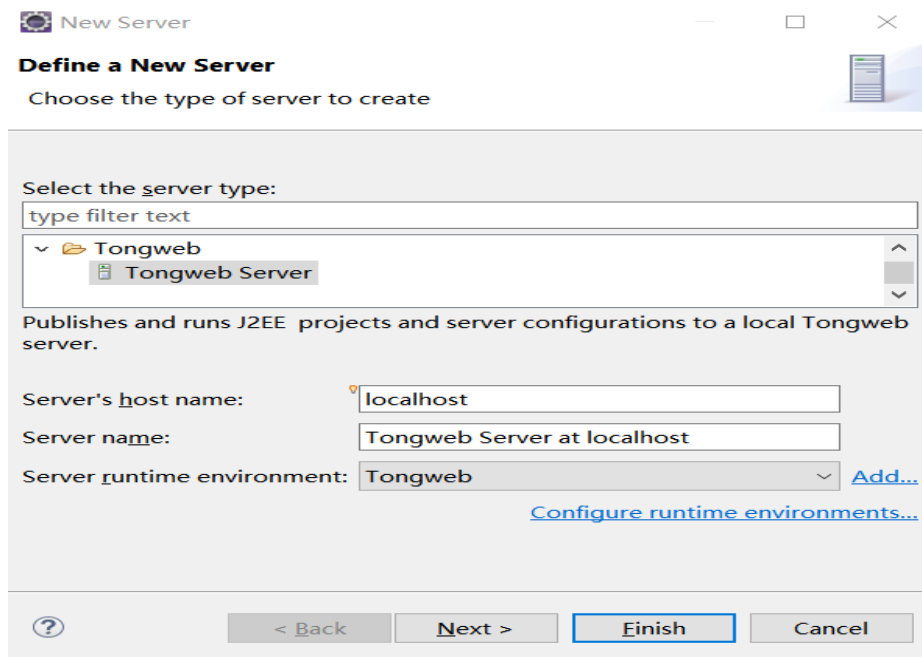 New Server
Define a New Server
Choose the type of server to create
Select the server type:
type filter text
Tongweb
Tongweb Server
Publishes and runs J2EE projects and server configurations to a local Tongweb
server.
Server's host name: localhost
Server name: Tongweb Server at localhost
Server runtime environment: Tongweb Add...
Configure runtime environments...
? < Back Next > Finish Cancel